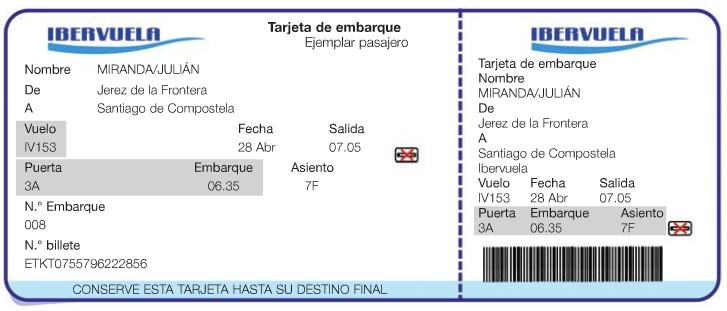 IBERVUELA
Tarjeta de embarque
Ejemplar pasajero
Nombre MIRANDA/JULIÁN
De Jerez de la Frontera
A Santiago de Compostela
Vuelo Fecha Salida
IV153 28 Abr 07.05
Puerta Embarque Asiento
3A 06.35 7F
N.° Embarque
008
N.° billete
ETKT0755796222856
CONSERVE ESTA TARJETA HASTA SU DESTINO FINAL
IBERVUELA
Tarjeta de embarque
Nombre
MIRANDA/JULIÁN
De
Jerez de la Frontera
A
Santiago de Compostela
Ibervuela
Vuelo Fecha Salida
IV153 28 Abr 07.05
Puerta Embarque Asiento
3A 06.35 7F